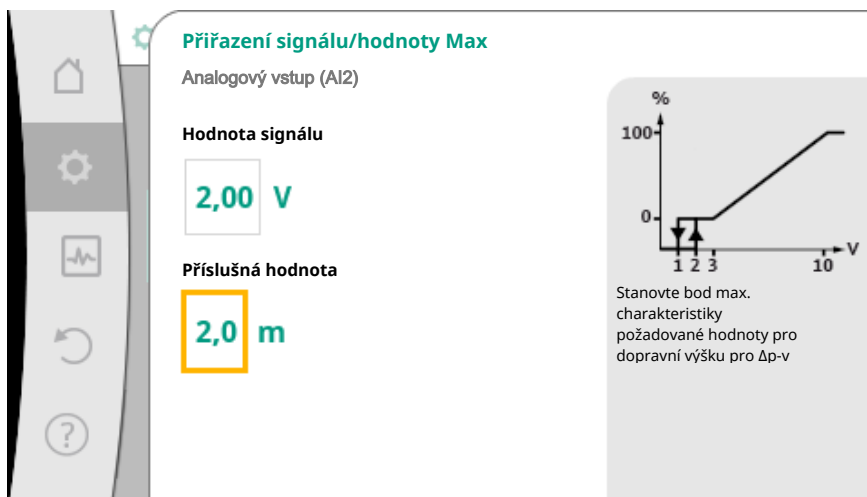 Přiřazení signálu/hodnoty Max
Analogový vstup (AI2)
Hodnota signálu
2,00 V
Příslušná hodnota
2,0 m
%
100
0
1 2 3 10 V
Stanovte bod max.
charakteristiky
požadované hodnoty pro
dopravní výšku pro Δp-v
?